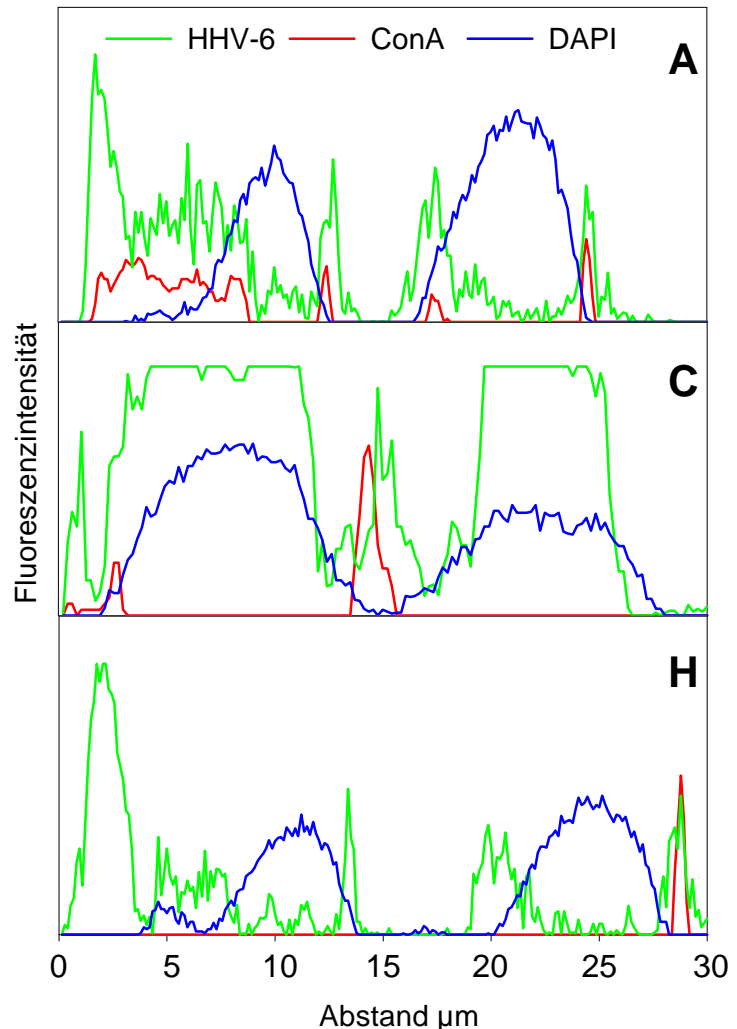 HHV-6 ConA DAPI
A
C
H
Fluoreszenzintensität
0 5 10 15 20 25 30
Abstand µm